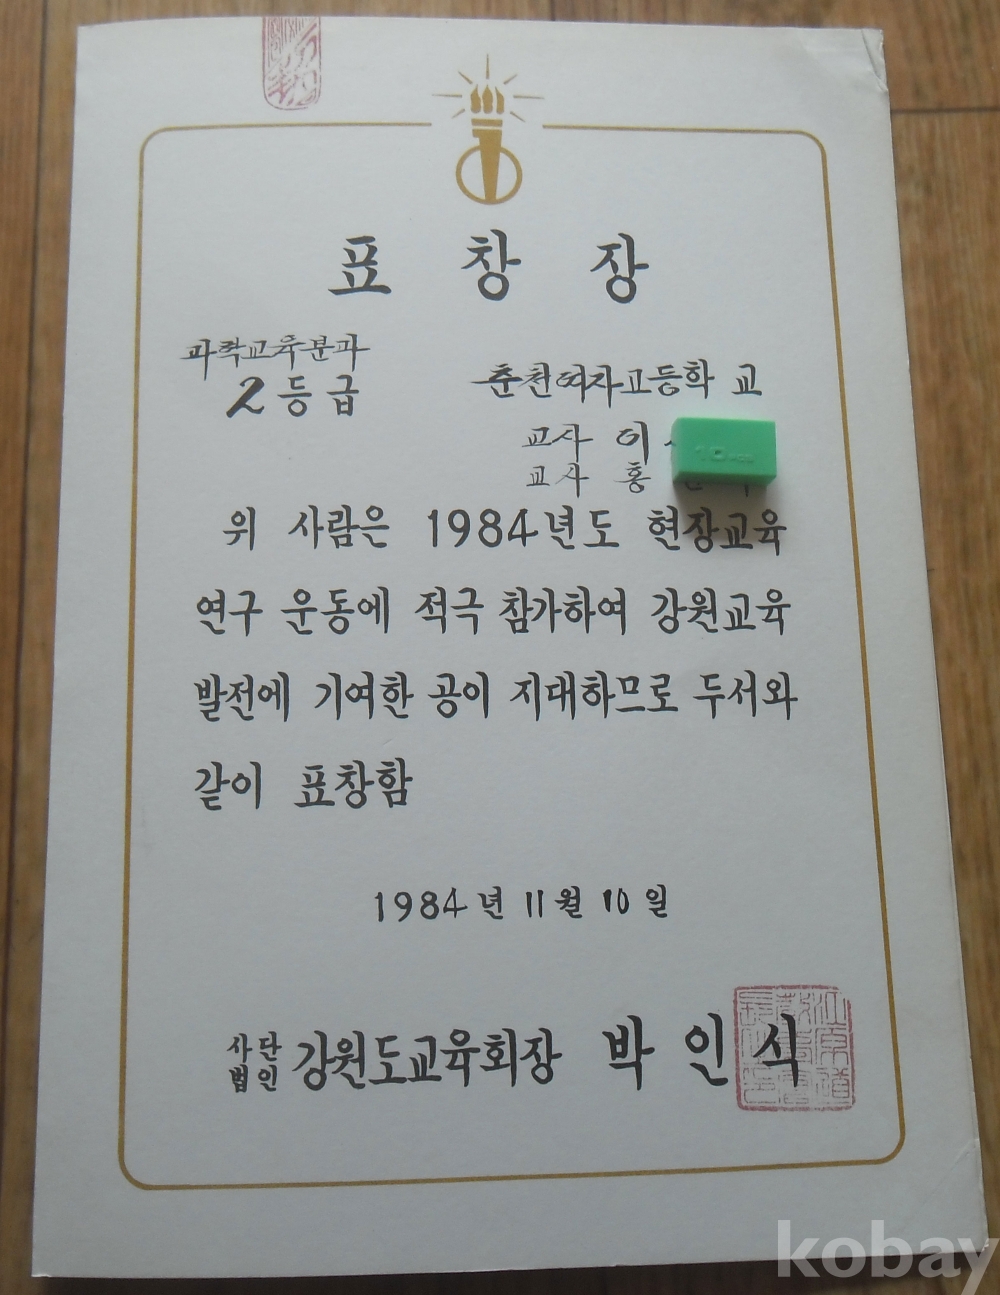 표 창 장
과학교육분과
2등급
춘천여자고등학교
교사 이
교사 홍
위 사람은 1984년도 현장교육
연구 운동에 적극 참가하여 강원교육
발전에 기여한 공이 지대하므로 두서와
같이 표창함
1984년 11월 10일
사단
법인 강원도교육회장 박인식
kobay